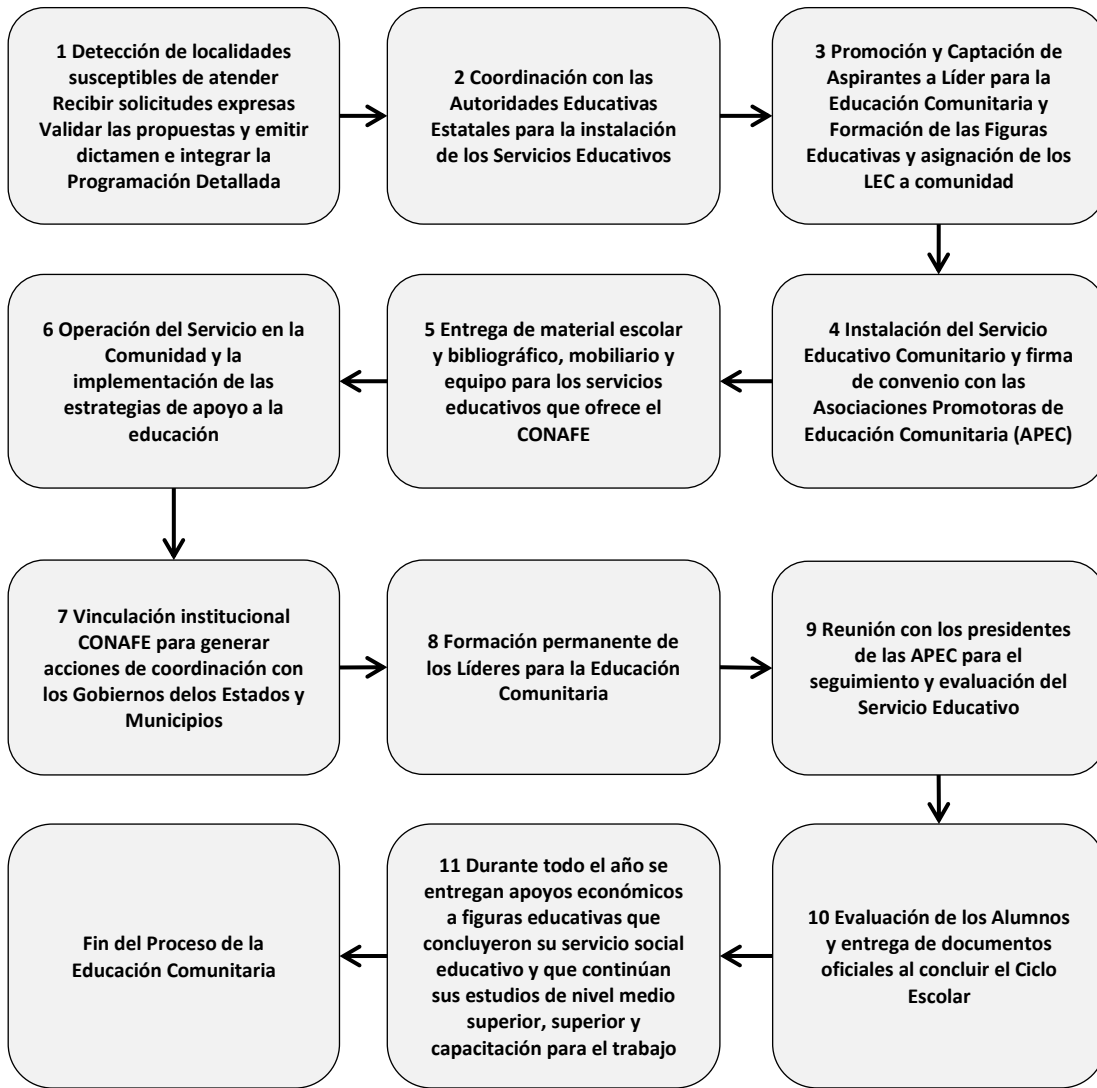 1 Detección de localidades
susceptibles de atender
Recibir solicitudes expresas
Validar las propuestas y emitir
dictamen e integrar la
Programación Detallada
2 Coordinación con las
Autoridades Educativas
Estatales para la instalación
de los Servicios Educativos
3 Promoción y Captación de
Aspirantes a Líder para la
Educación Comunitaria y
Formación de las Figuras
Educativas y asignación de los
LEC a comunidad
4 Instalación del Servicio
Educativo Comunitario y firma
de convenio con las
Asociaciones Promotoras de
Educación Comunitaria (APEC)
5 Entrega de material escolar
y bibliográfico, mobiliario y
equipo para los servicios
educativos que ofrece el
CONAFE
6 Operación del Servicio en la
Comunidad y la
implementación de las
estrategias de apoyo a la
educación
7 Vinculación institucional
CONAFE para generar
acciones de coordinación con
los Gobiernos delos Estados y
Municipios
8 Formación permanente de
los Líderes para la Educación
Comunitaria
9 Reunión con los presidentes
de las APEC para el
seguimiento y evaluación del
Servicio Educativo
10 Evaluación de los Alumnos
y entrega de documentos
oficiales al concluir el Ciclo
Escolar
11 Durante todo el año se
entregan apoyos económicos
a figuras educativas que
concluyeron su servicio social
educativo y que continúan
sus estudios de nivel medio
superior, superior y
capacitación para el trabajo
Fin del Proceso de la
Educación Comunitaria